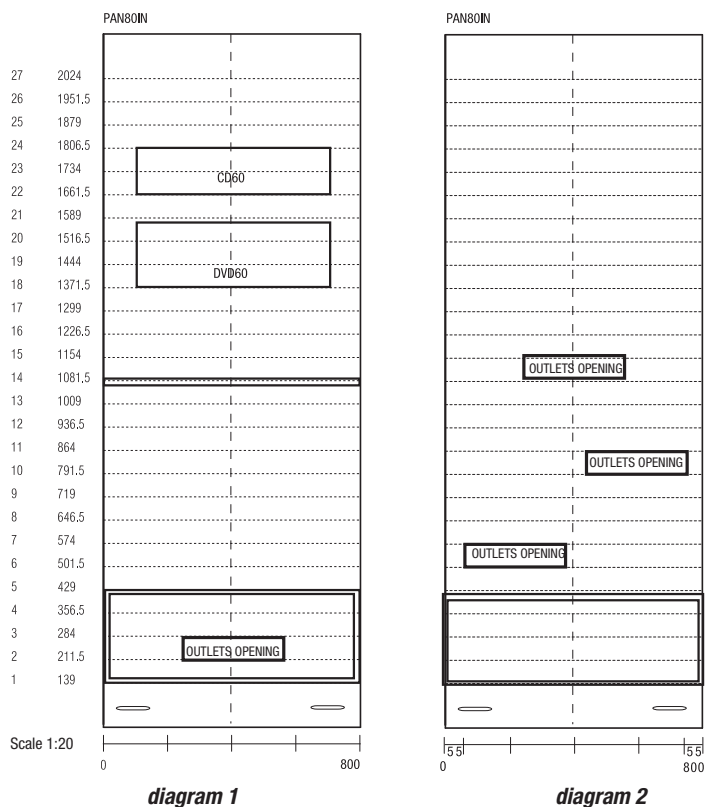 PAN80IN
PAN80IN
27 2024
26 1951.5
25 1879
24 1806.5
23 1734
CD60
22 1661.5
21 1589
20 1516.5
19 1444
DVD60
18 1371.5
17 1299
16 1226.5
15 1154
OUTLETS OPENING
14 1081.5
13 1009
12 936.5
11 864
OUTLETS OPENING
10 791.5
9 719
8 646.5
7 574
OUTLETS OPENING
6 501.5
5 429
4 356.5
3 284
OUTLETS OPENING
2 211.5
1 139
Scale 1:20
0 800
55 55
0 800
diagram 1
diagram 2